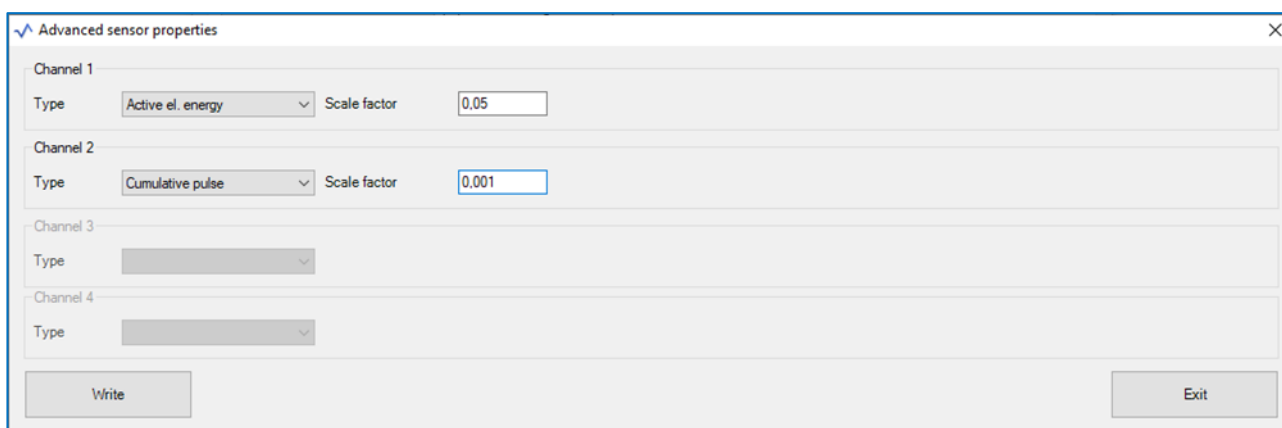 Advanced sensor properties
Channel 1
Type Active el. energy Scale factor 0,05
Channel 2
Type Cumulative pulse Scale factor 0,001
Channel 3
Type
Channel 4
Type
Write Exit